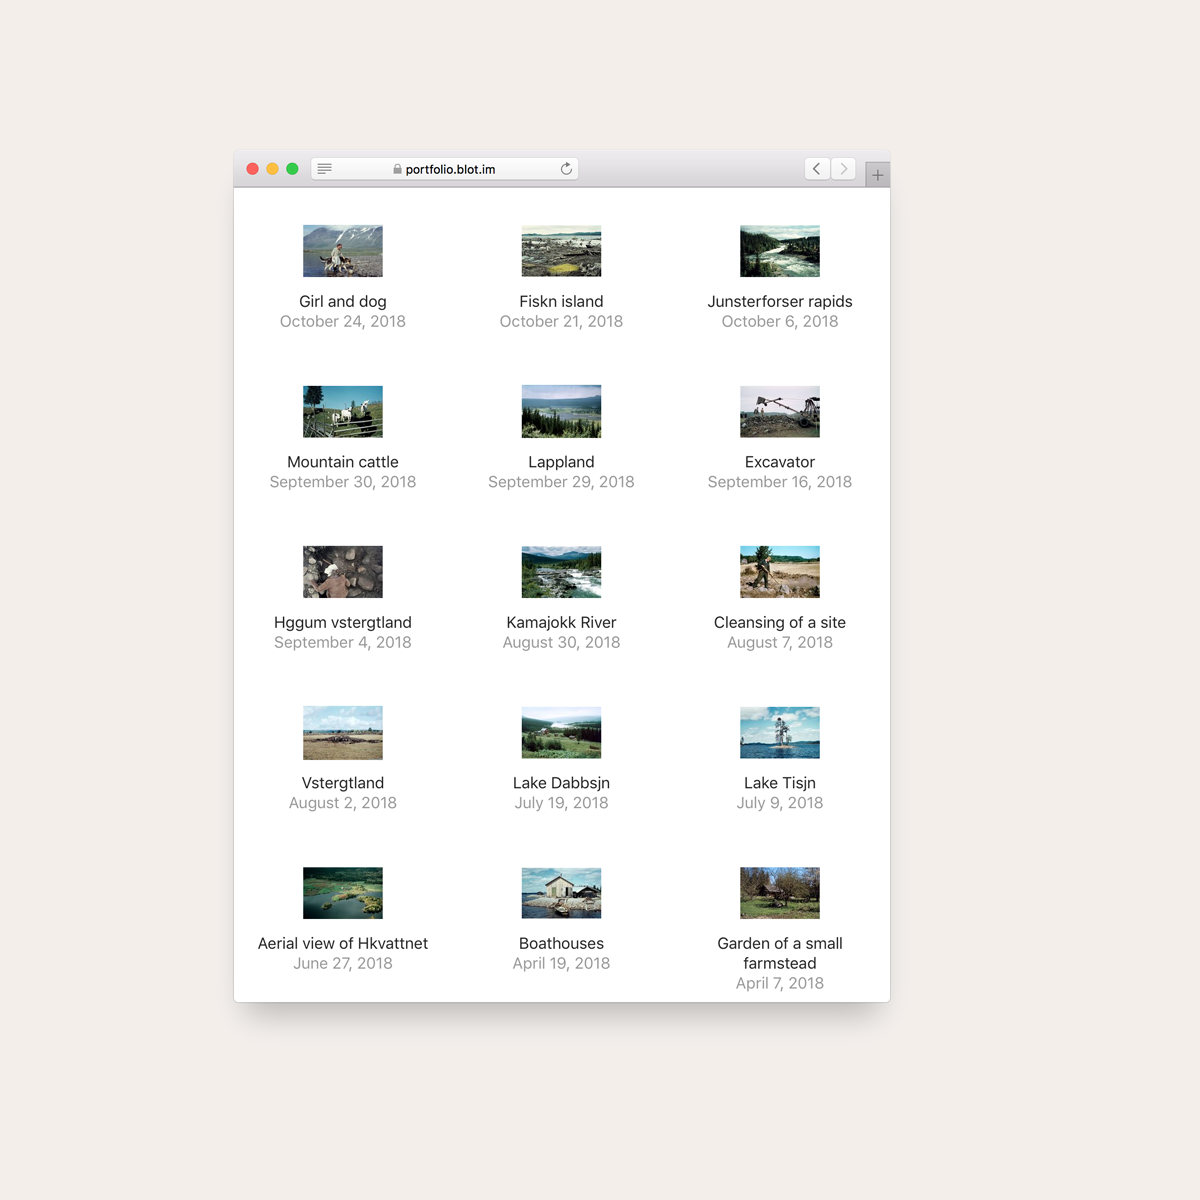 portfolio.blot.im
Girl and dog
October 24, 2018
Fiskn island
October 21, 2018
Junsterforser rapids
October 6, 2018
Mountain cattle
September 30, 2018
Lappland
September 29, 2018
Excavator
September 16, 2018
Hggum vstergtland
September 4, 2018
Kamajokk River
August 30, 2018
Cleansing of a site
August 7, 2018
Vstergtland
August 2, 2018
Lake Dabbsjn
July 19, 2018
Lake Tisjn
July 9, 2018
Aerial view of Hkvattnet
June 27, 2018
Boathouses
April 19, 2018
Garden of a small
farmstead
April 7, 2018